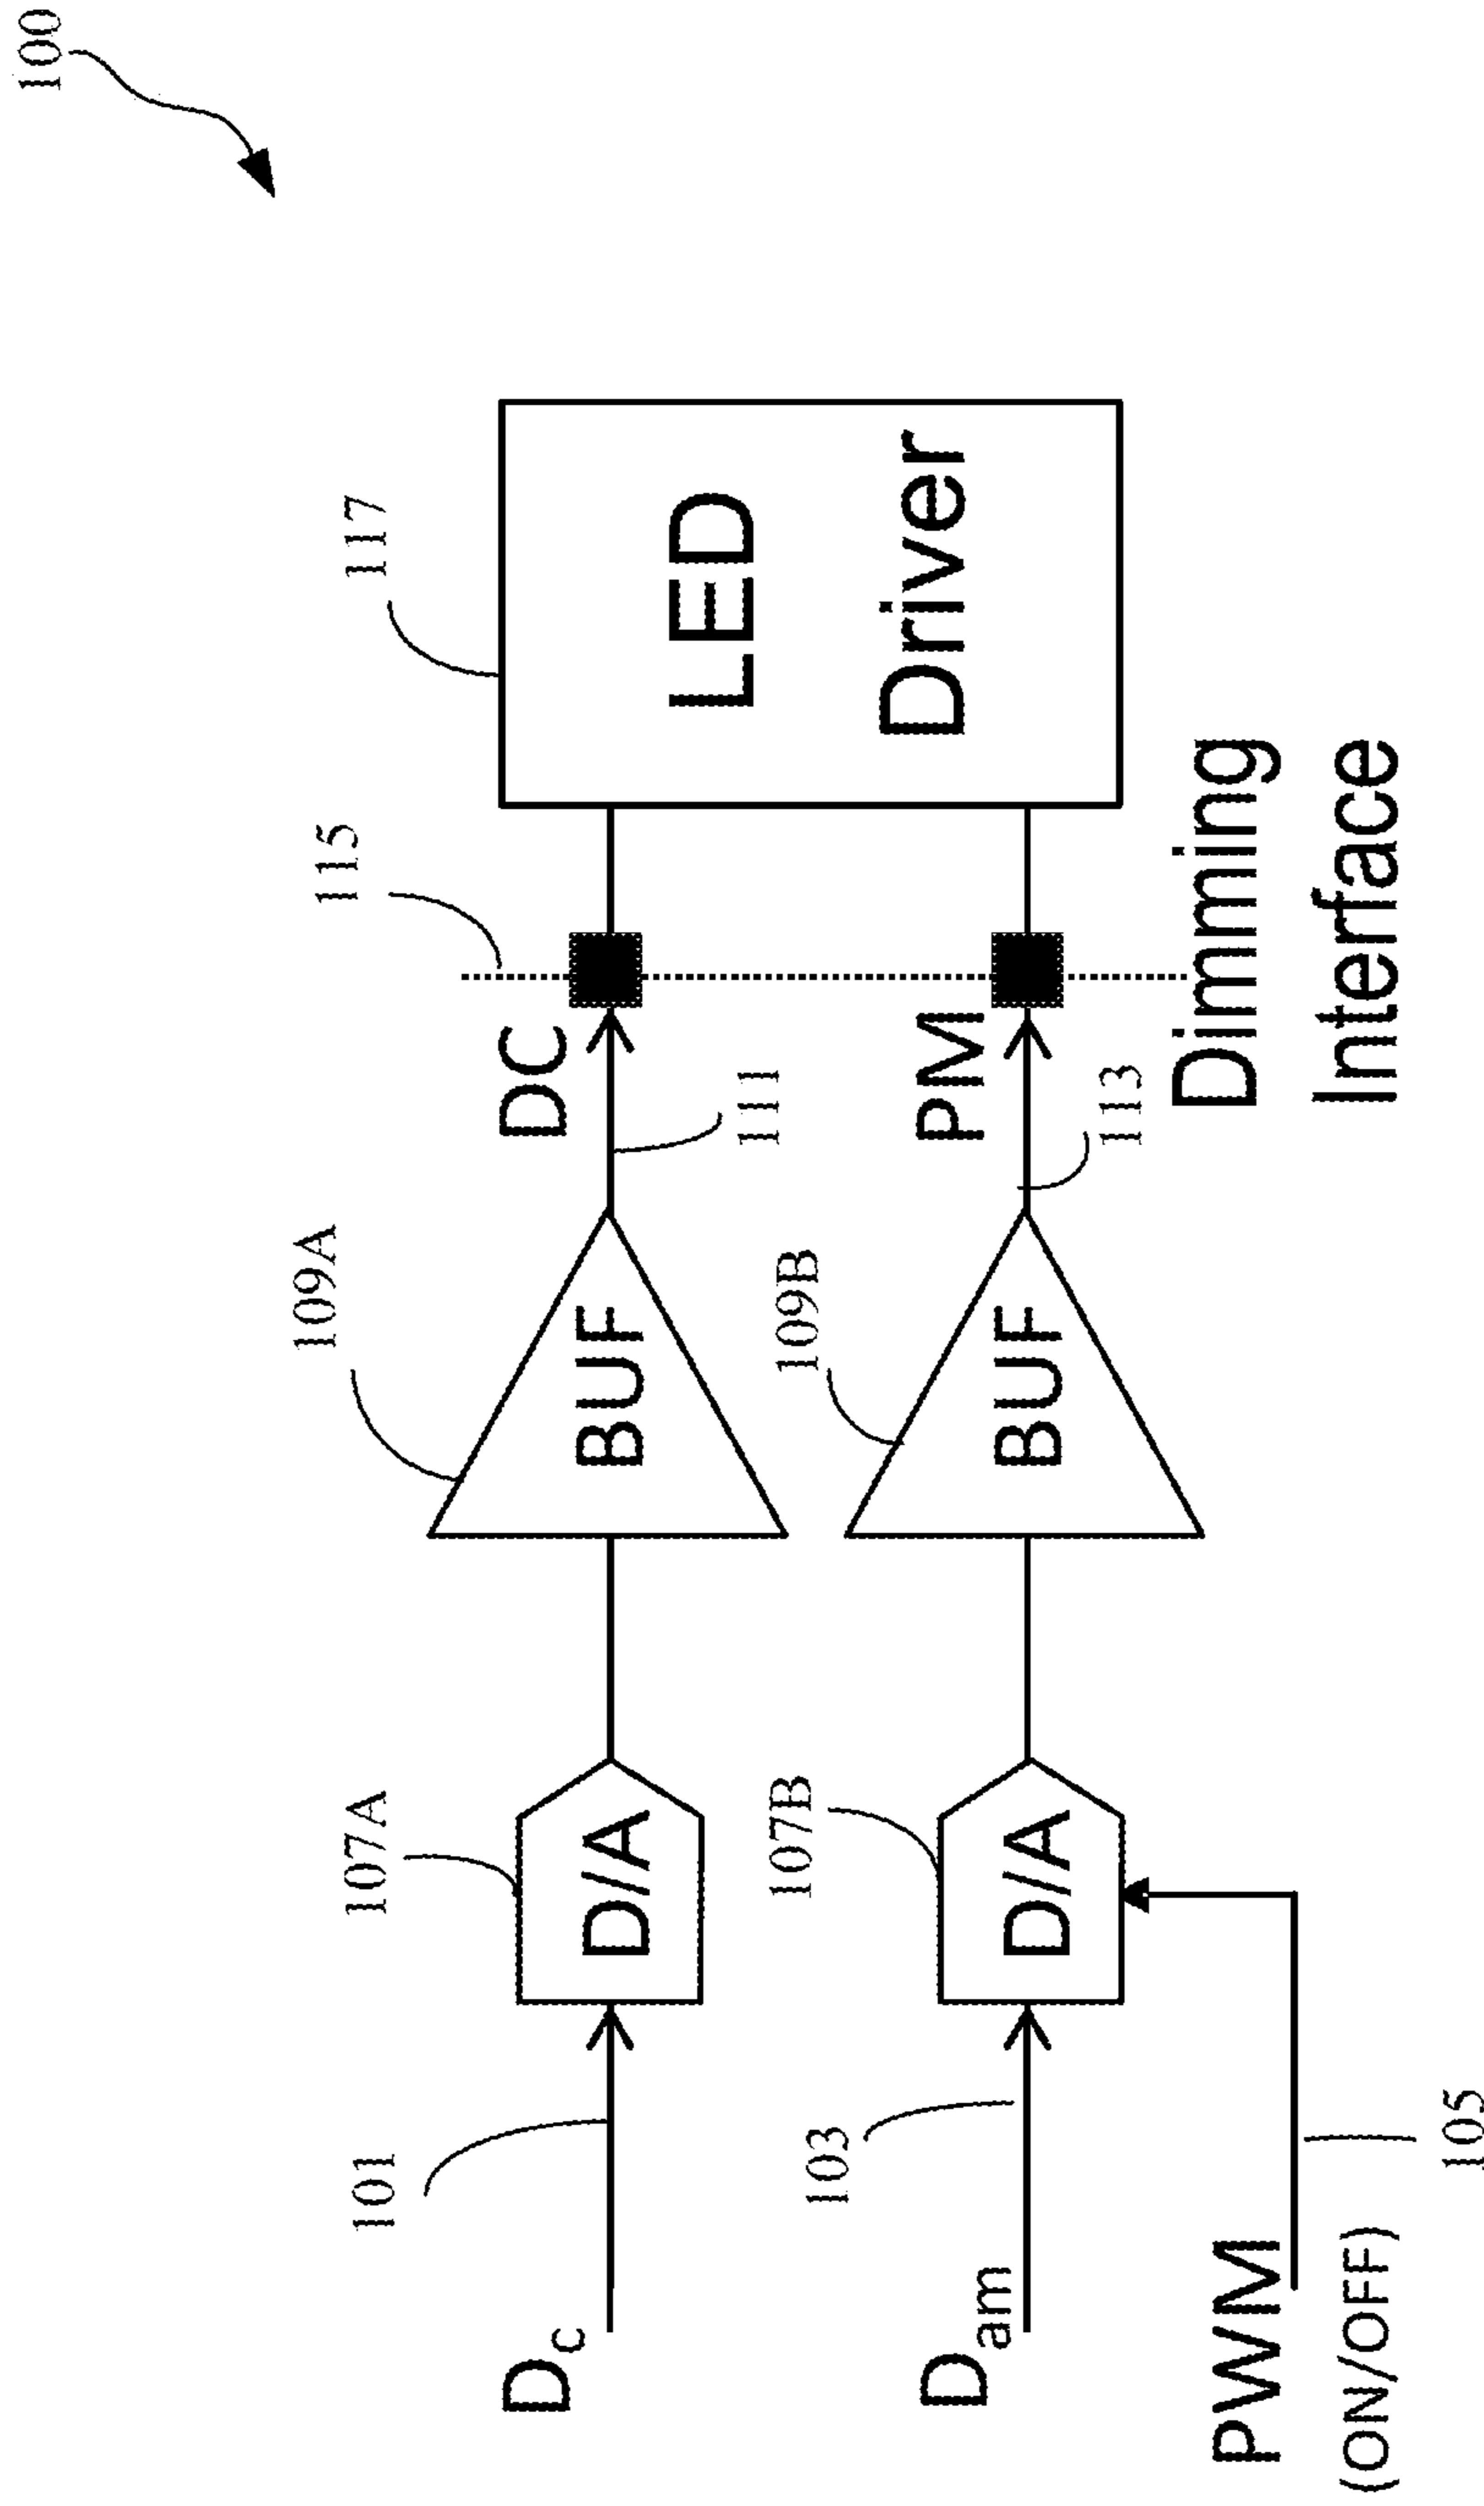 100
117
LED
Driver
115
DC
111
PM
113
Dimming
Interface
109A
BUF
109B
BUF
107A
D/A
107B
D/A
101
Dc
103
Dam
PWM
(ON/OFF)
105